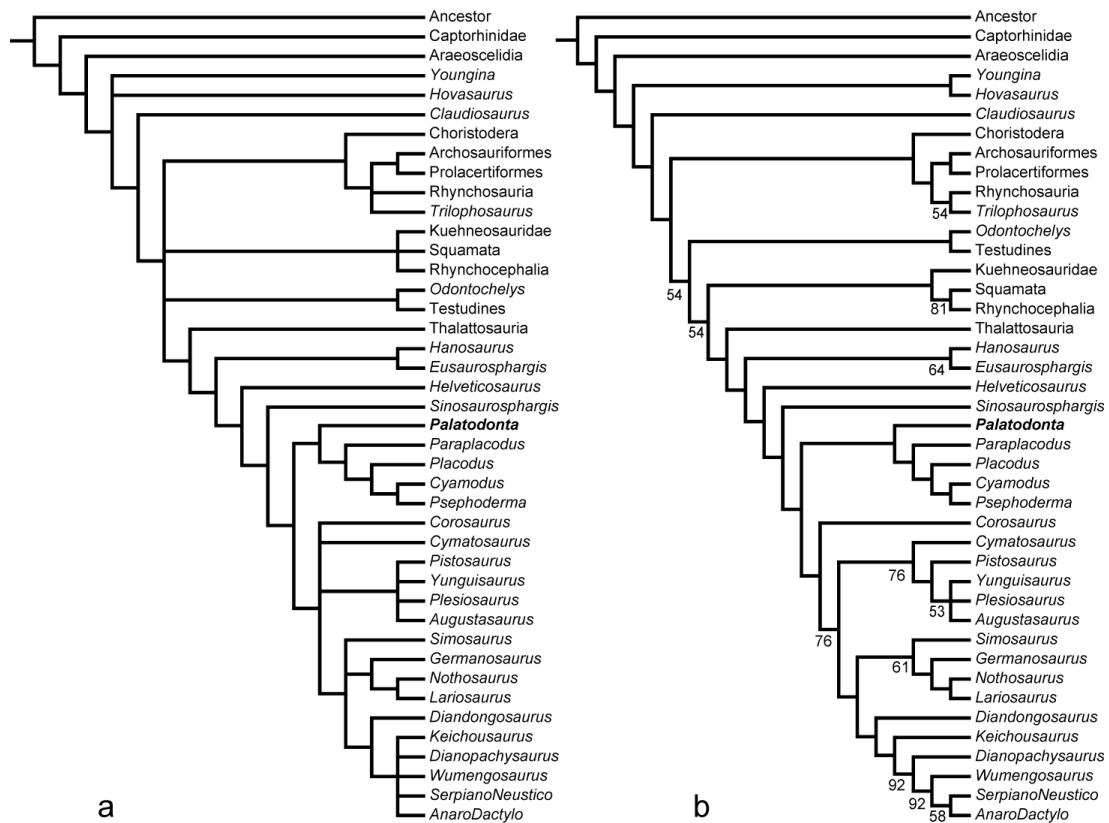 Ancestor
Captorhinidae
Araeoscelidia
Youngina
Hovasaurus
Claudiosaurus
Choristodera
Archosauriformes
Prolacertiformes
Rhynchosauria
Trilophosaurus
Kuehneosauridae
Squamata
Rhynchocephalia
Odontochelys
Testudines
Thalattosauria
Hanosaurus
Eusaurosphargis
Helveticosaurus
Sinosaurosphargis
Palatodonta
Paraplacodus
Placodus
Cyamodus
Psephoderma
Corosaurus
Cymatosaurus
Pistosaurus
Yunguisaurus
Plesiosaurus
Augustasaurus
Simosaurus
Germanosaurus
Nothosaurus
Lariosaurus
Diandongosaurus
Keichousaurus
Dianopachysaurus
Wumengosaurus
SerpianoNeustico
AnaroDactylo
a
Ancestor
Captorhinidae
Araeoscelidia
Youngina
Hovasaurus
Claudiosaurus
Choristodera
Archosauriformes
Prolacertiformes
Rhynchosauria
54
Trilophosaurus
Odontochelys
Testudines
Kuehneosauridae
54
Squamata
81
Rhynchocephalia
54
Thalattosauria
Hanosaurus
64
Eusaurosphargis
Helveticosaurus
Sinosaurosphargis
Palatodonta
Paraplacodus
Placodus
Cyamodus
Psephoderma
Corosaurus
Cymatosaurus
76
Pistosaurus
Yunguisaurus
Plesiosaurus
53
Augustasaurus
76
Simosaurus
61
Germanosaurus
Nothosaurus
Lariosaurus
Diandongosaurus
Keichousaurus
Dianopachysaurus
92
Wumengosaurus
92
SerpianoNeustico
58
AnaroDactylo
b